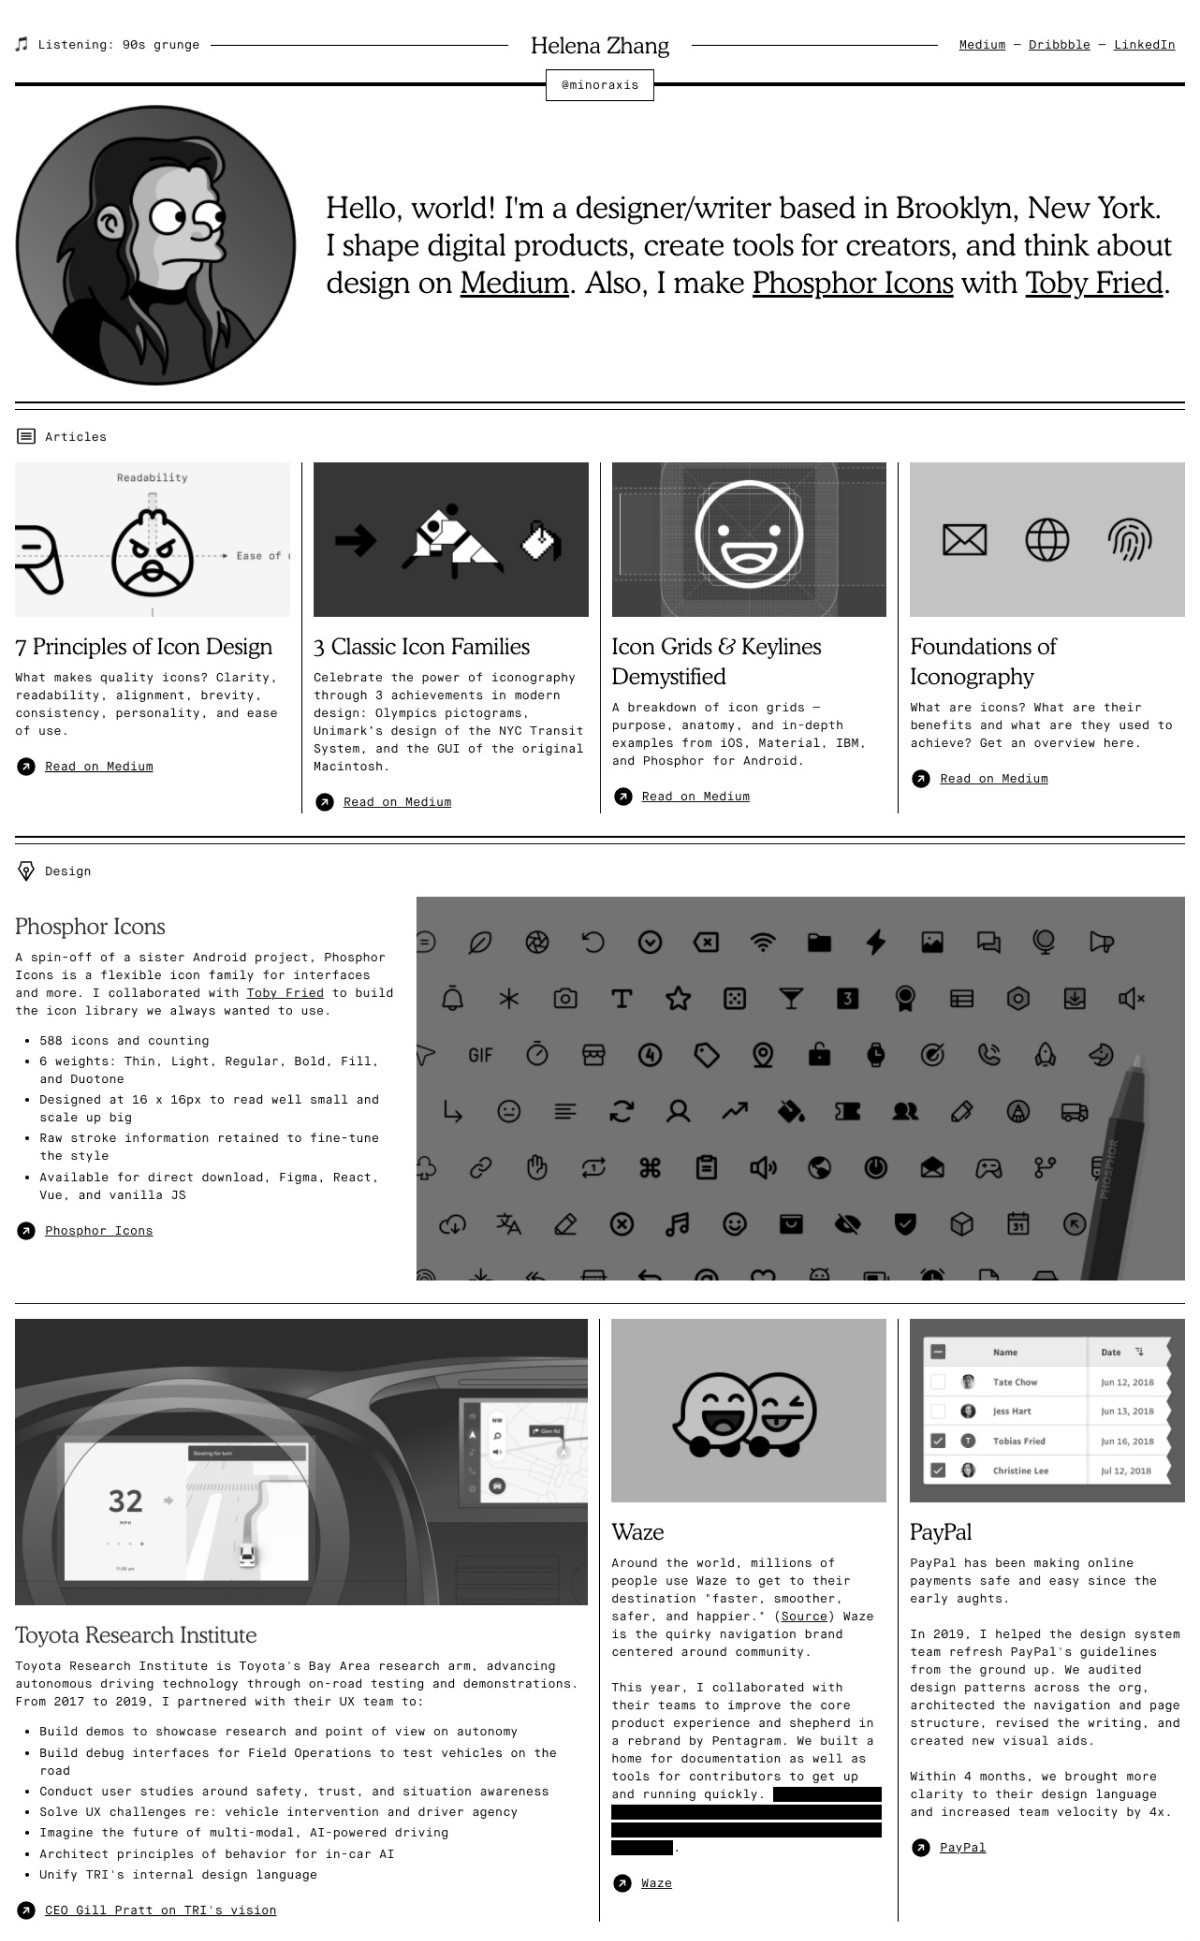 Listening: 90s grunge
Helena Zhang
Medium — Dribbble — LinkedIn
@minoraxis
Hello, world! I'm a designer/writer based in Brooklyn, New York.
I shape digital products, create tools for creators, and think about
design on Medium. Also, I make Phosphor Icons with Toby Fried.
Articles
Readability
Ease of
7 Principles of Icon Design
What makes quality icons? Clarity,
readability, alignment, brevity,
consistency, personality, and ease
of use.
Read on Medium
3 Classic Icon Families
Celebrate the power of iconography
through 3 achievements in modern
design: Olympics pictograms,
Unimark's design of the NYC Transit
System, and the GUI of the original
Macintosh.
Read on Medium
Icon Grids & Keylines
Demystified
A breakdown of icon grids —
purpose, anatomy, and in-depth
examples from iOS, Material, IBM,
and Phosphor for Android.
Read on Medium
Foundations of
Iconography
What are icons? What are their
benefits and what are they used to
achieve? Get an overview here.
Read on Medium
Design
Phosphor Icons
A spin-off of a sister Android project, Phosphor
Icons is a flexible icon family for interfaces
and more. I collaborated with Toby Fried to build
the icon library we always wanted to use.
• 588 icons and counting
• 6 weights: Thin, Light, Regular, Bold, Fill,
and Duotone
• Designed at 16 x 16px to read well small and
scale up big
• Raw stroke information retained to fine-tune
the style
• Available for direct download, Figma, React,
Vue, and vanilla JS
Phosphor Icons
T
3
GIF
4
1
31
PHOSPHOR
NW
Glen Rd
Slowing for turn
32
MPH
11:00 am
Toyota Research Institute
Toyota Research Institute is Toyota's Bay Area research arm, advancing
autonomous driving technology through on-road testing and demonstrations.
From 2017 to 2019, I partnered with their UX team to:
• Build demos to showcase research and point of view on autonomy
• Build debug interfaces for Field Operations to test vehicles on the
road
• Conduct user studies around safety, trust, and situation awareness
• Solve UX challenges re: vehicle intervention and driver agency
• Imagine the future of multi-modal, AI-powered driving
• Architect principles of behavior for in-car AI
• Unify TRI's internal design language
CEO Gill Pratt on TRI's vision
Waze
Around the world, millions of
people use Waze to get to their
destination "faster, smoother,
safer, and happier." (Source) Waze
is the quirky navigation brand
centered around community.
This year, I collaborated with
their teams to improve the core
product experience and shepherd in
a rebrand by Pentagram. We built a
home for documentation as well as
tools for contributors to get up
and running quickly.
.
Waze
Name Date
Tate Chow Jun 12, 2018
Jess Hart Jun 13, 2018
T Tobias Fried Jun 16, 2018
Christine Lee Jul 12, 2018
PayPal
PayPal has been making online
payments safe and easy since the
early aughts.
In 2019, I helped the design system
team refresh PayPal's guidelines
from the ground up. We audited
design patterns across the org,
architected the navigation and page
structure, revised the writing, and
created new visual aids.
Within 4 months, we brought more
clarity to their design language
and increased team velocity by 4x.
PayPal